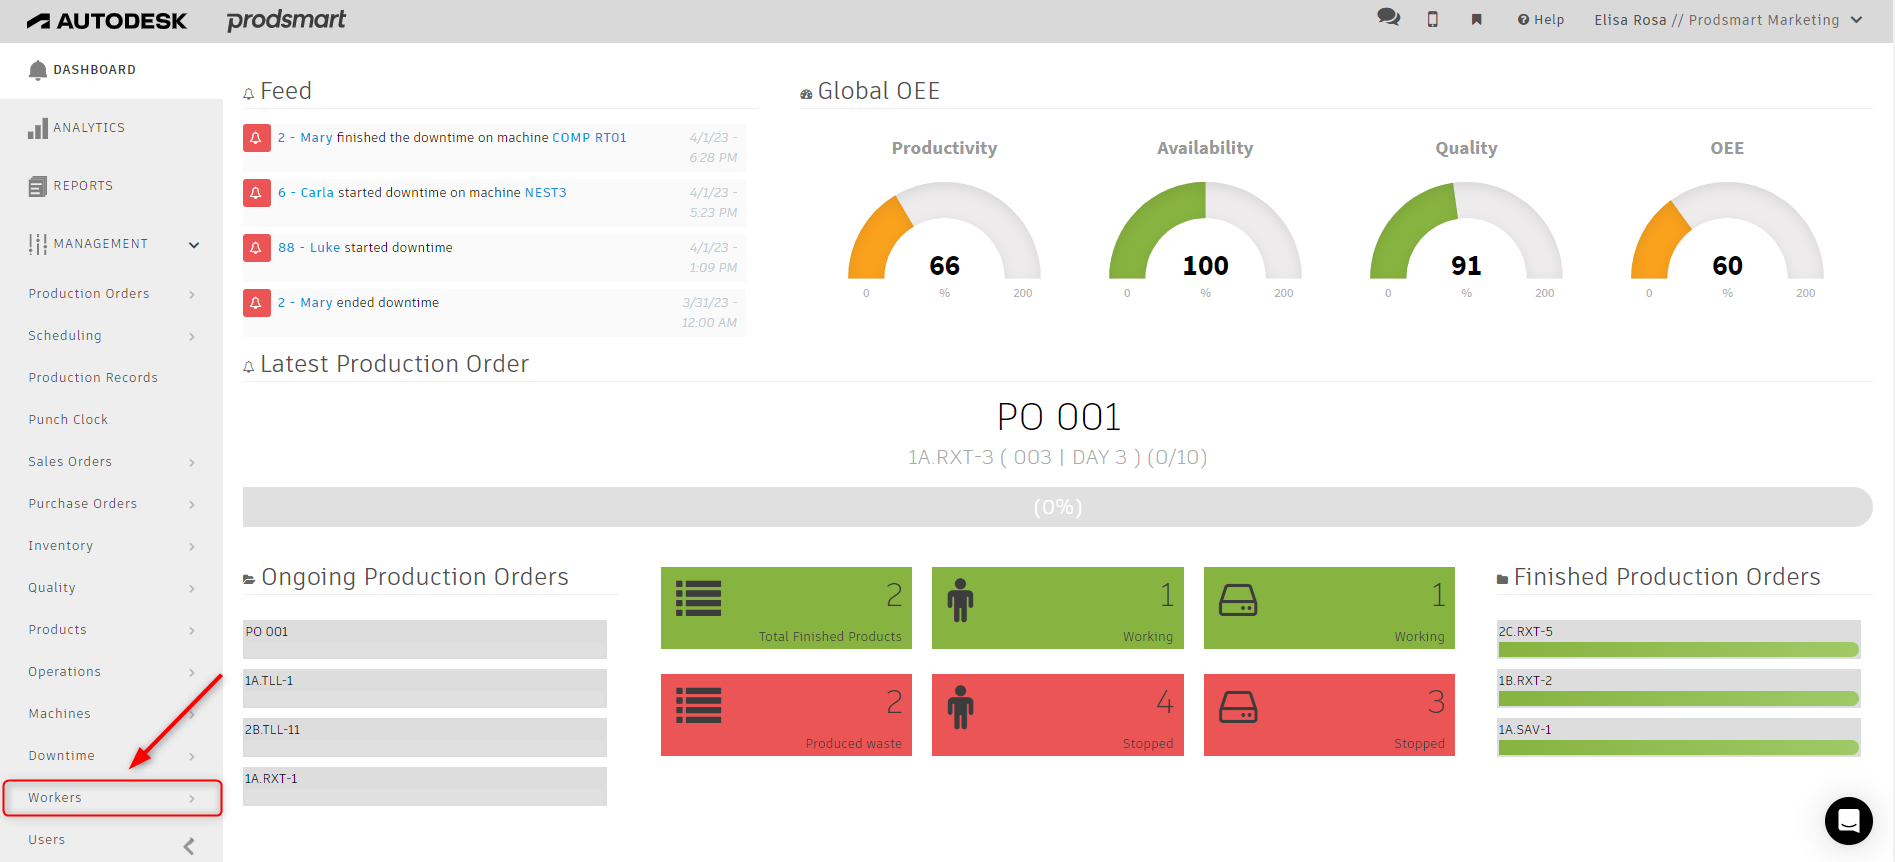 AUTODESK prodsmart
Help
Elisa Rosa // Prodsmart Marketing
DASHBOARD
ANALYTICS
REPORTS
MANAGEMENT
Production Orders
Scheduling
Production Records
Punch Clock
Sales Orders
Purchase Orders
Inventory
Quality
Products
Operations
Machines
Downtime
Workers
Users
Feed
2 - Mary finished the downtime on machine COMP RT01
4/1/23 -
6:28 PM
6 - Carla started downtime on machine NEST3
4/1/23 -
5:23 PM
88 - Luke started downtime
4/1/23 -
1:09 PM
2 - Mary ended downtime
3/31/23 -
12:00 AM
Global OEE
Productivity
66
0 % 200
Availability
100
0 % 200
Quality
91
0 % 200
OEE
60
0 % 200
Latest Production Order
PO 001
1A.RXT-3 ( 003 | DAY 3 ) (0/10)
(0%)
Ongoing Production Orders
PO 001
1A.TLL-1
2B.TLL-11
1A.RXT-1
2
Total Finished Products
1
Working
1
Working
2
Produced waste
4
Stopped
3
Stopped
Finished Production Orders
2C.RXT-5
1B.RXT-2
1A.SAV-1